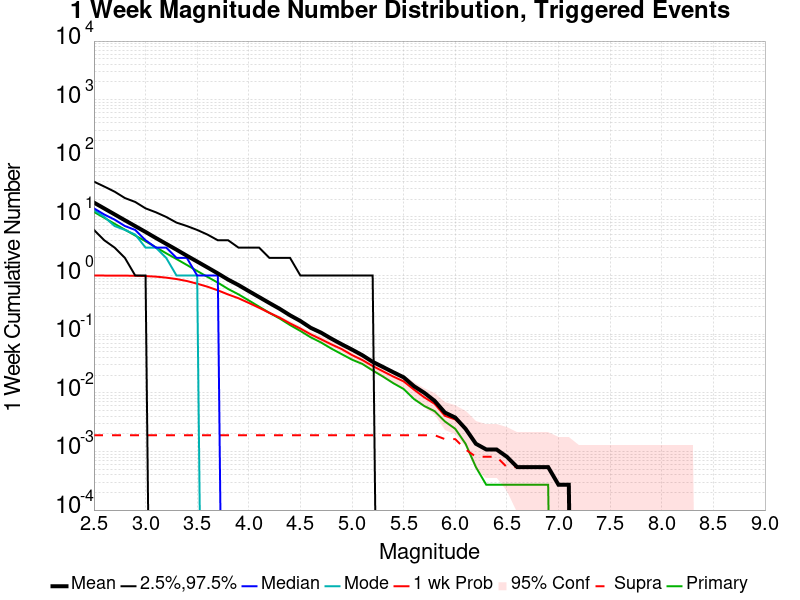 1 Week Magnitude Number Distribution, Triggered Events
10 4
10 3
10 2
10 1
10 0
10 -1
10 -2
10 -3
10 -4
1 Week Cumulative Number
2.5 3.0 3.5 4.0 4.5 5.0 5.5 6.0 6.5 7.0 7.5 8.0 8.5 9.0
Magnitude
Mean 2.5%,97.5% Median Mode 1 wk Prob 95% Conf Supra Primary